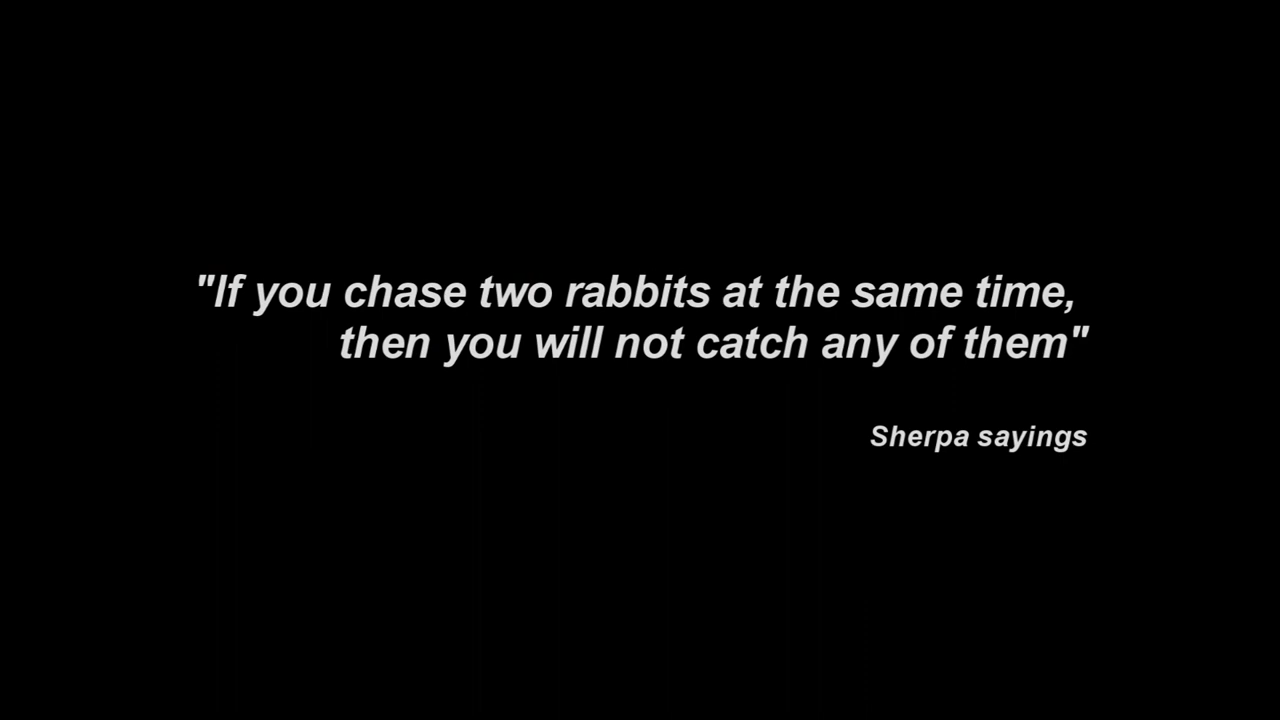 "If you chase two rabbits at the same time,
then you will not catch any of them"
Sherpa sayings